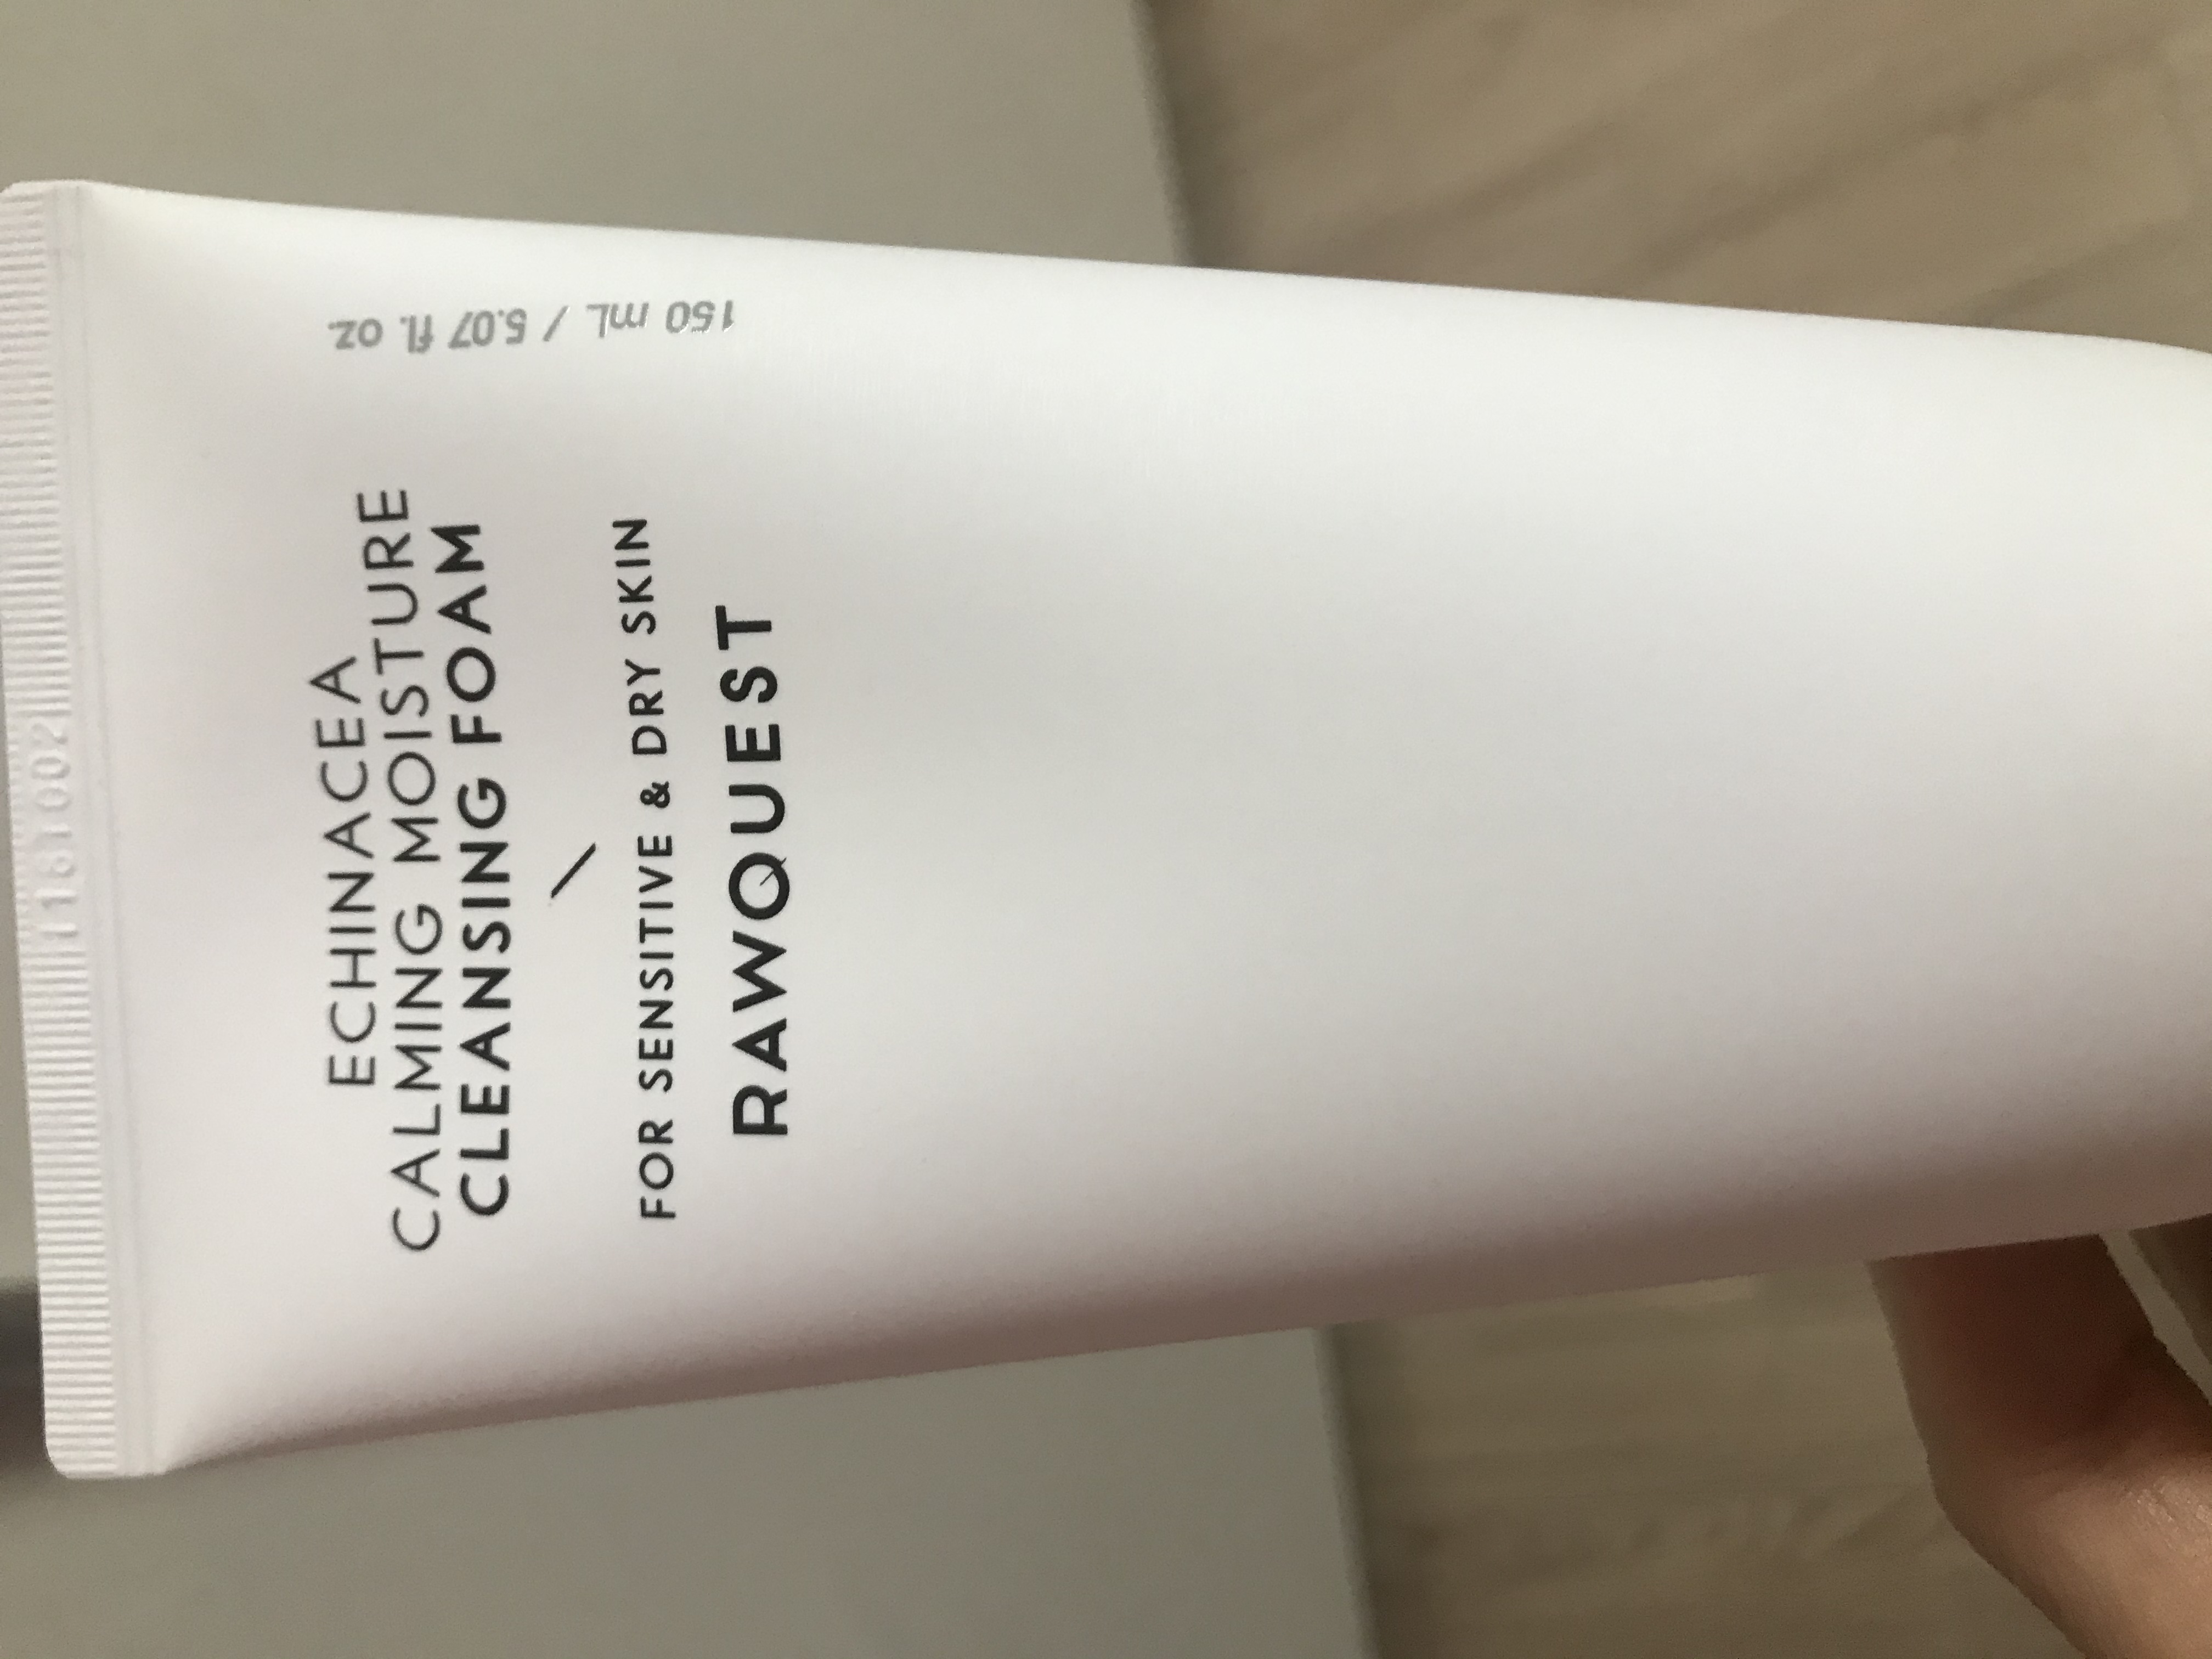 ECHINACEA
CALMING MOISTURE
CLEANSING FOAM
FOR SENSITIVE & DRY SKIN
RAWQUEST
150 mL / 5.07 fl. oz.